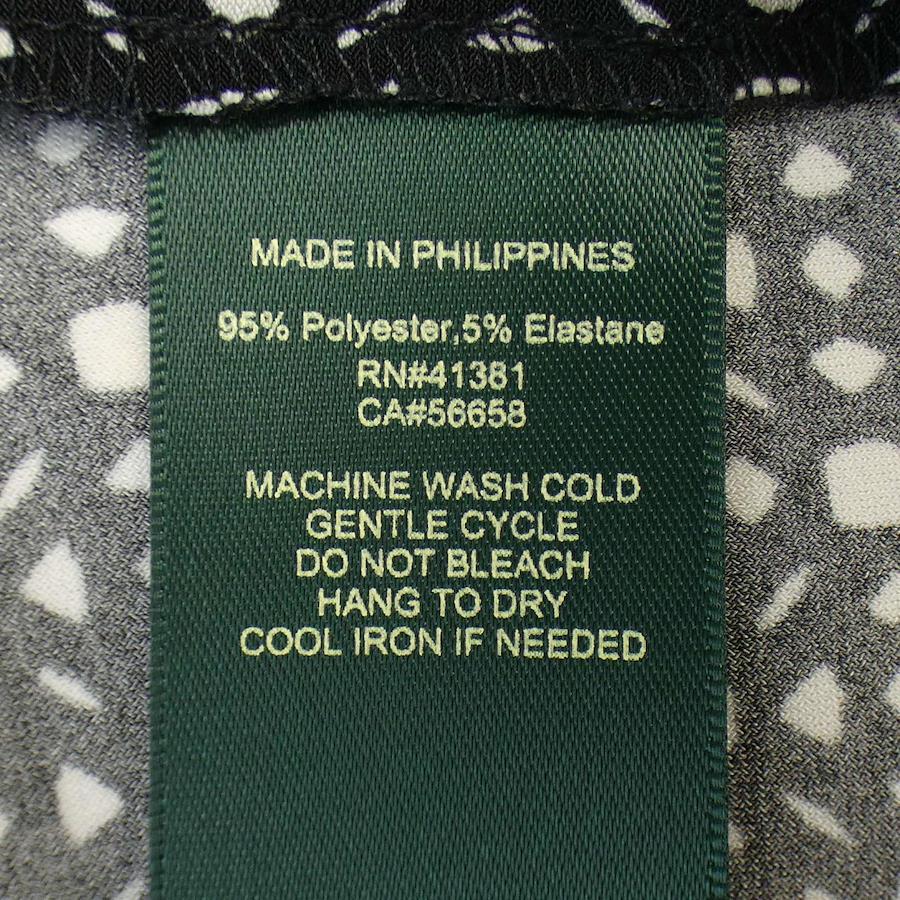 MADE IN PHILIPPINES
95% Polyester,5% Elastane
RN#41381
CA#56658
MACHINE WASH COLD
GENTLE CYCLE
DO NOT BLEACH
HANG TO DRY
COOL IRON IF NEEDED